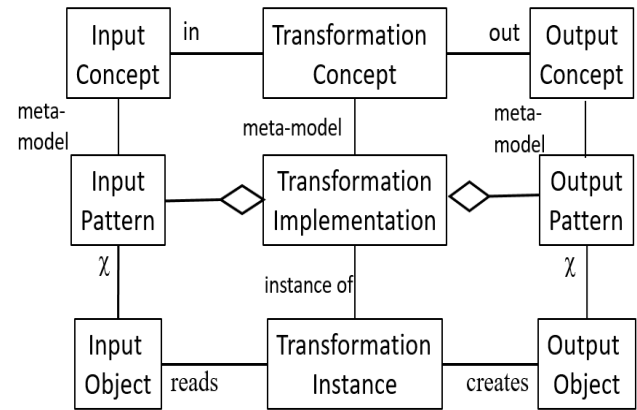 Input
Concept
in
Transformation
Concept
out
Output
Concept
meta-
model
meta-model
meta-
model
Input
Pattern
Transformation
Implementation
Output
Pattern
χ
instance of
χ
Input
Object
reads
Transformation
Instance
creates
Output
Object